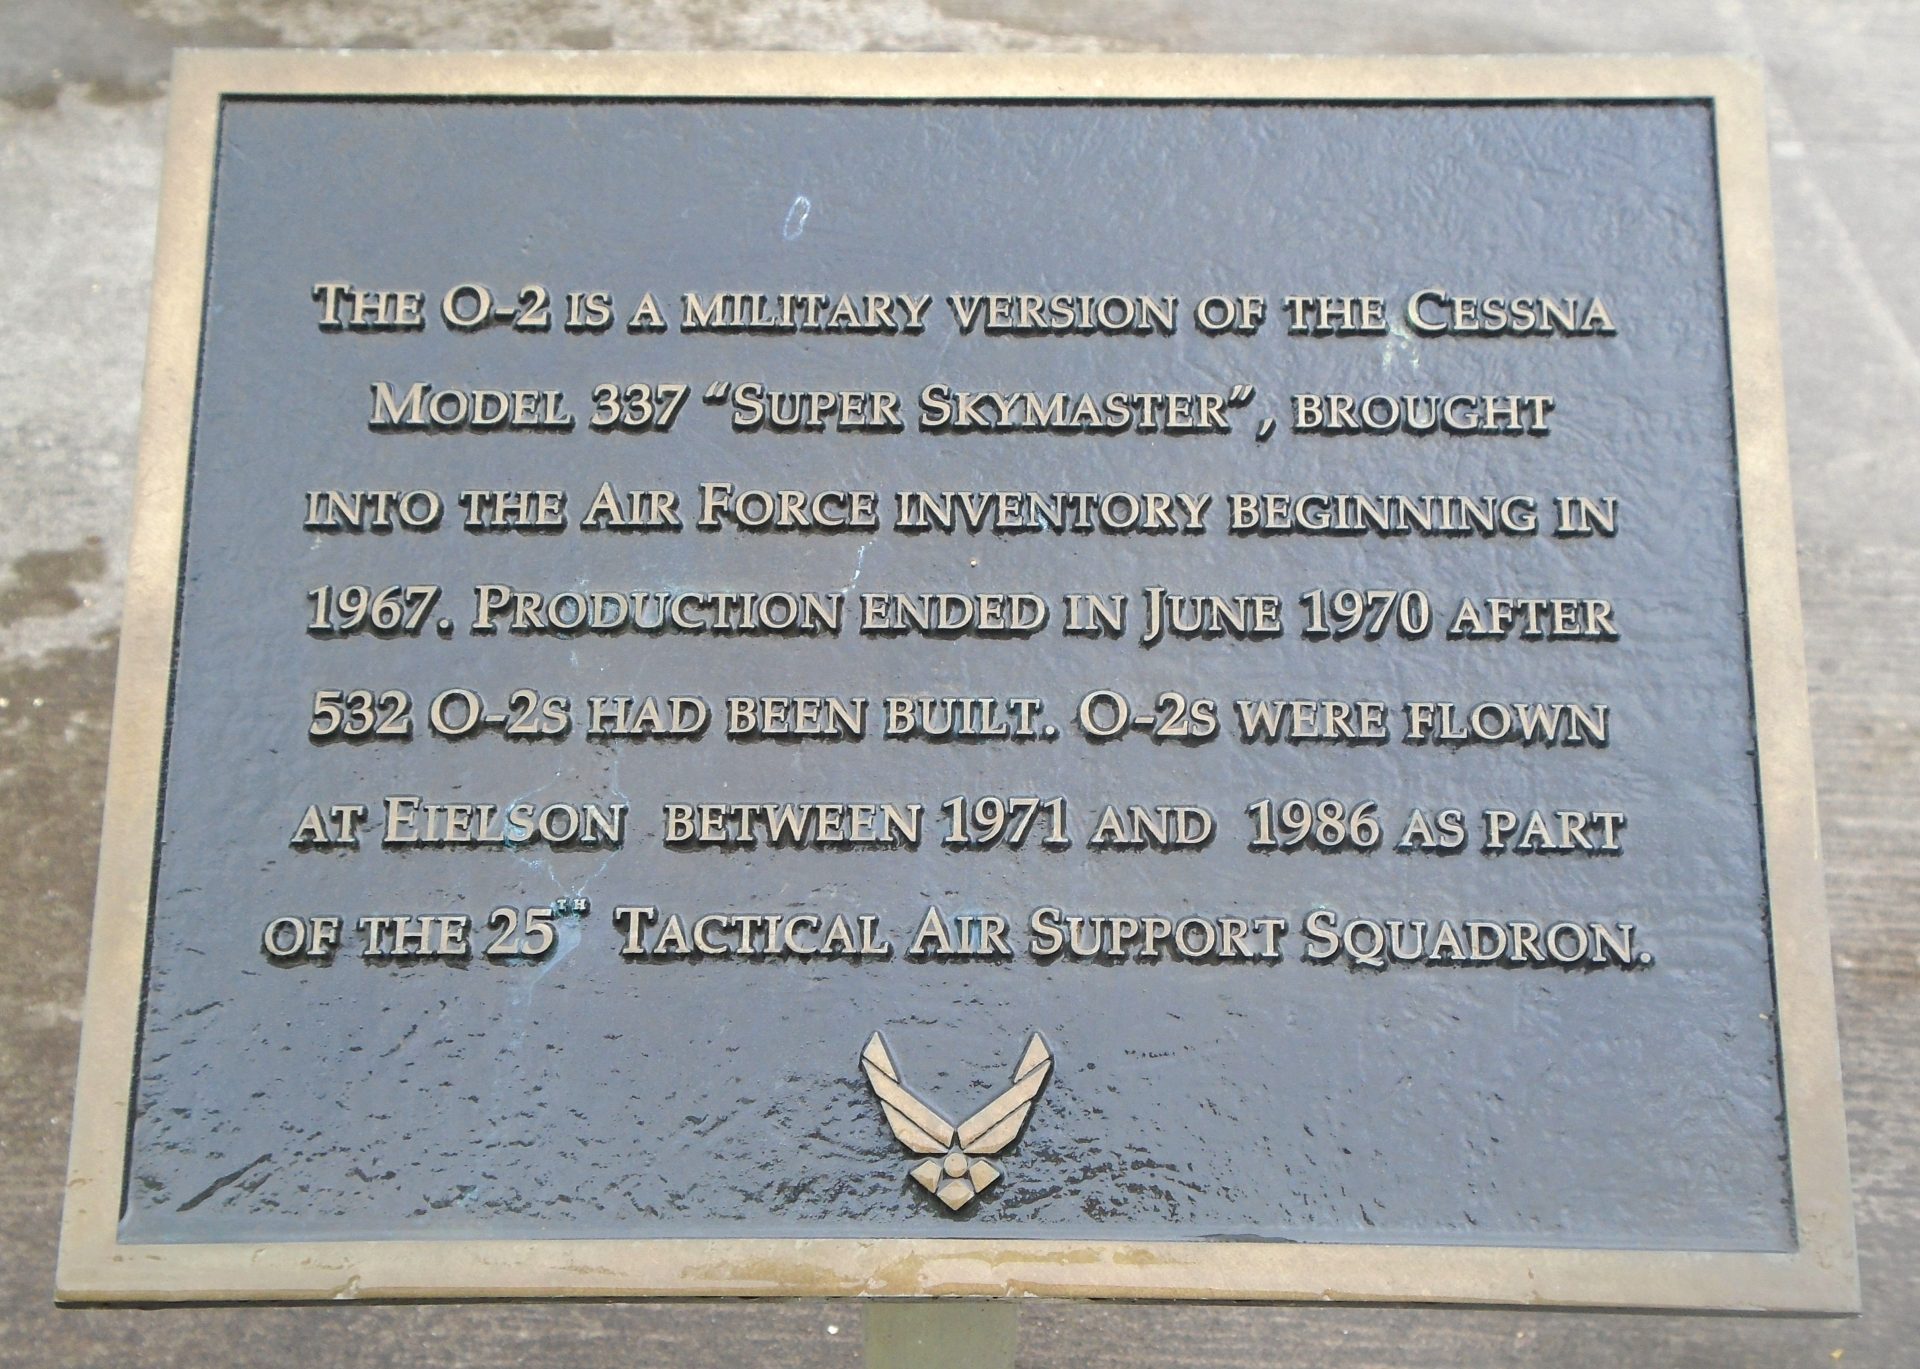 The O-2 is a military version of the Cessna
Model 337 “Super Skymaster”, brought
into the Air Force inventory beginning in
1967. Production ended in June 1970 after
532 O-2s had been built. O-2s were flown
at Eielson between 1971 and 1986 as part
of the 25TH Tactical Air Support Squadron.